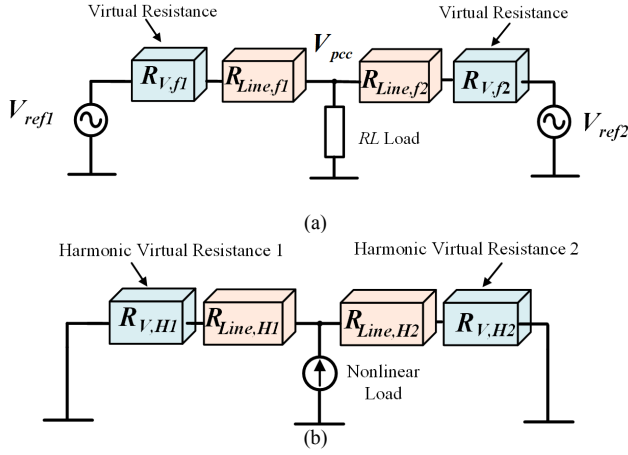 Virtual Resistance
Virtual Resistance
V_pcc
R_V,f1
R_Line,f1
R_Line,f2
R_V,f2
V_ref1
V_ref2
RL Load
(a)
Harmonic Virtual Resistance 1
Harmonic Virtual Resistance 2
R_V,H1
R_Line,H1
R_Line,H2
R_V,H2
Nonlinear
Load
(b)